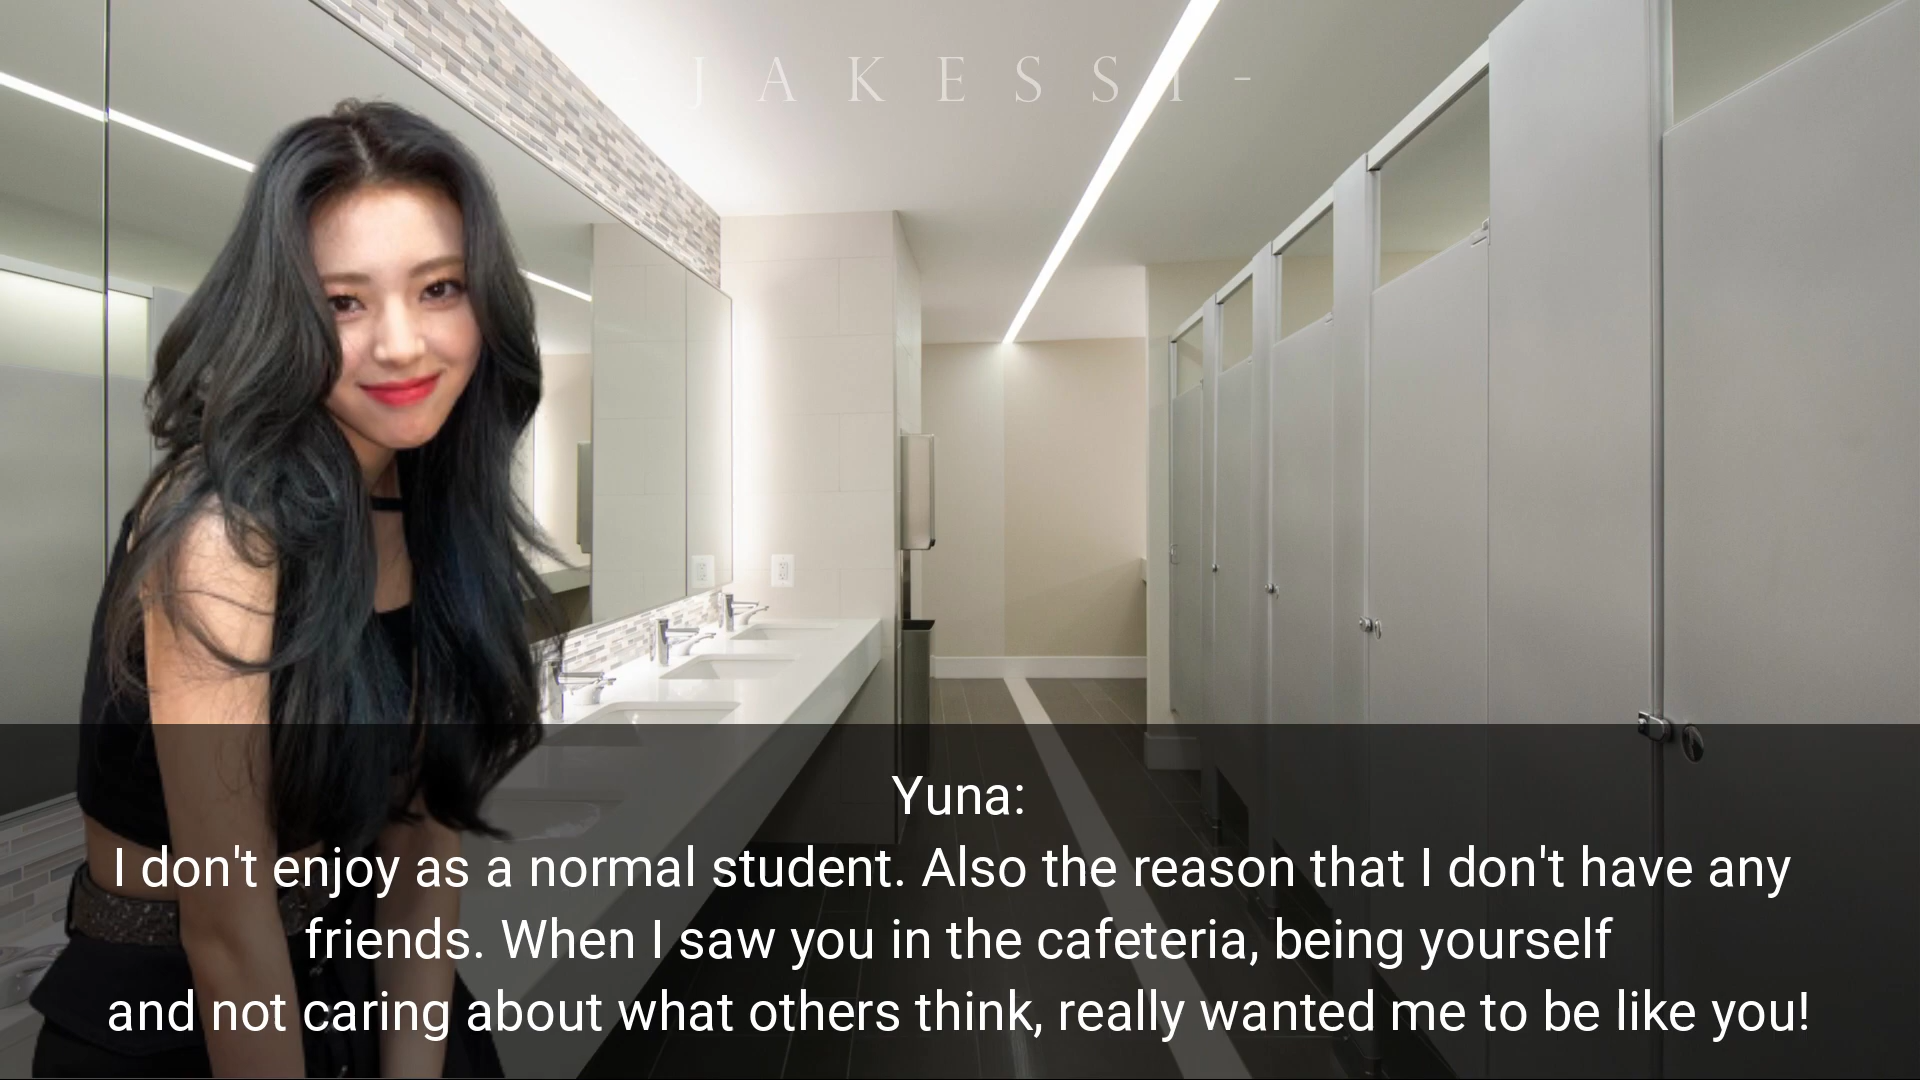 - JAKESSI -
Yuna:
I don't enjoy as a normal student. Also the reason that I don't have any
friends. When I saw you in the cafeteria, being yourself
and not caring about what others think, really wanted me to be like you!